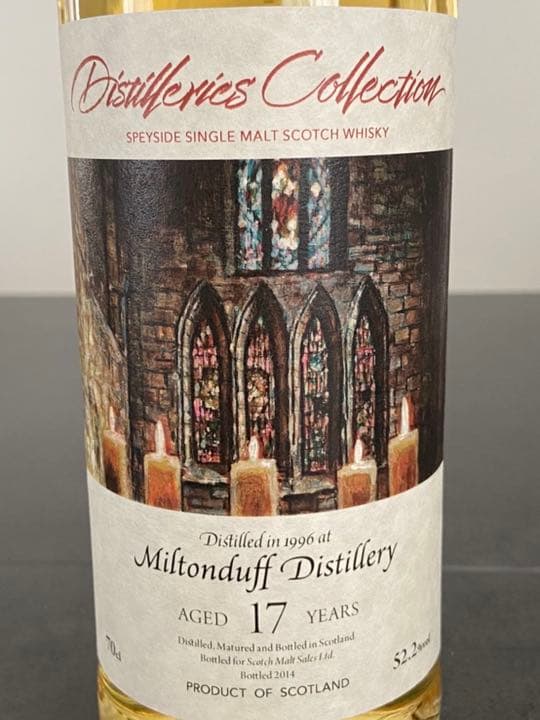 Distilleries Collection
SPEYSIDE SINGLE MALT SCOTCH WHISKY
Distilled in 1996 at
Miltonduff Distillery
AGED 17 YEARS
Distilled, Matured and Bottled in Scotland
Bottled for Scotch Malt Sales Ltd.
Bottled 2014
70cl
52.2%vol
PRODUCT OF SCOTLAND